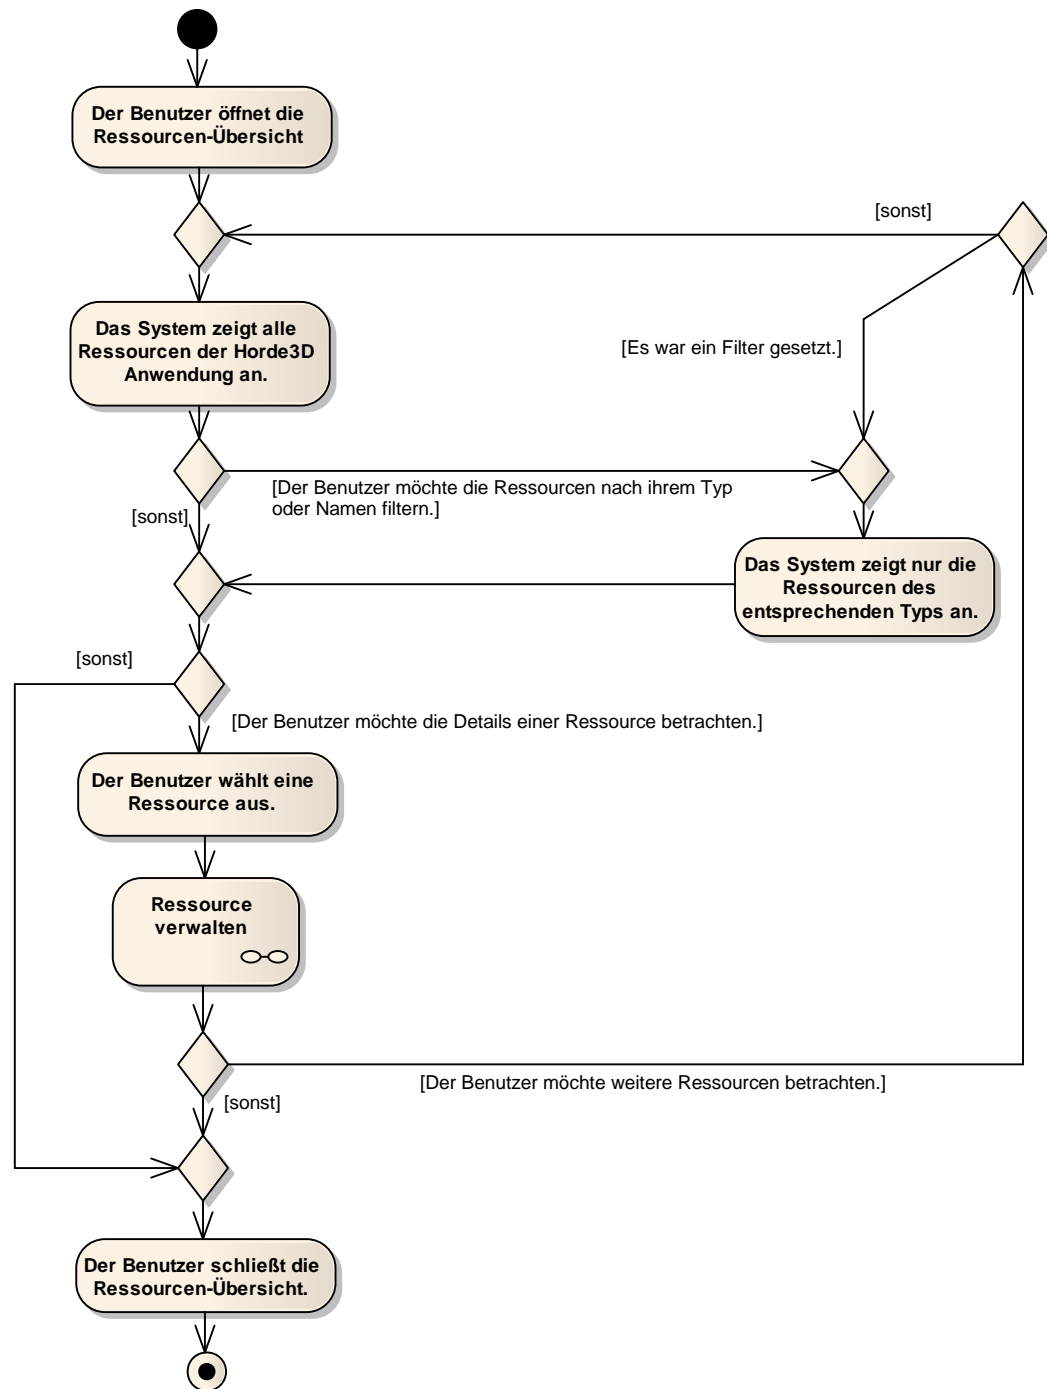 Der Benutzer öffnet die
Ressourcen-Übersicht
[sonst]
Das System zeigt alle
Ressourcen der Horde3D
Anwendung an.
[Es war ein Filter gesetzt.]
[Der Benutzer möchte die Ressourcen nach ihrem Typ
oder Namen filtern.]
[sonst]
Das System zeigt nur die
Ressourcen des
entsprechenden Typs an.
[sonst]
[Der Benutzer möchte die Details einer Ressource betrachten.]
Der Benutzer wählt eine
Ressource aus.
Ressource
verwalten
[Der Benutzer möchte weitere Ressourcen betrachten.]
[sonst]
Der Benutzer schließt die
Ressourcen-Übersicht.